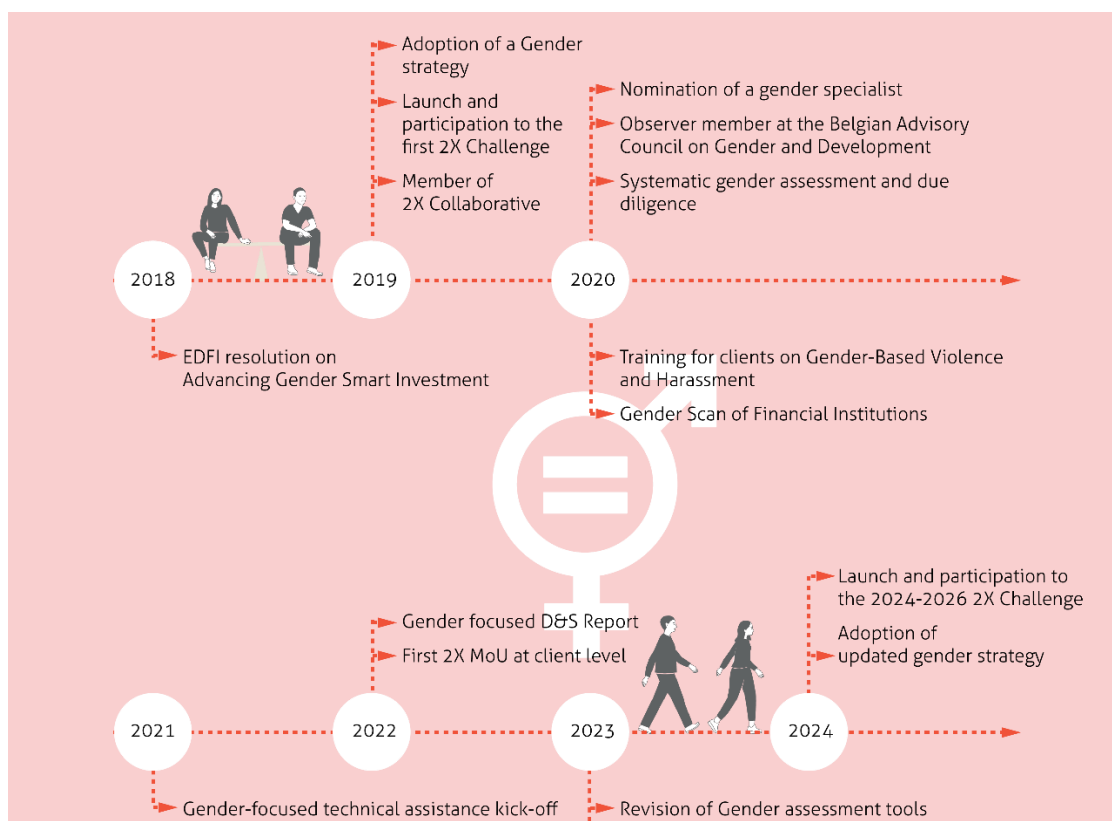 Adoption of a Gender
strategy
Launch and
participation to the
first 2X Challenge
Member of
2X Collaborative
Nomination of a gender specialist
Observer member at the Belgian Advisory
Council on Gender and Development
Systematic gender assessment and due
diligence
2018
2019
2020
EDFI resolution on
Advancing Gender Smart Investment
Training for clients on Gender-Based Violence
and Harassment
Gender Scan of Financial Institutions
Gender focused D&S Report
First 2X MoU at client level
Launch and participation to
the 2024-2026 2X Challenge
Adoption of
updated gender strategy
2021
2022
2023
2024
Gender-focused technical assistance kick-off
Revision of Gender assessment tools